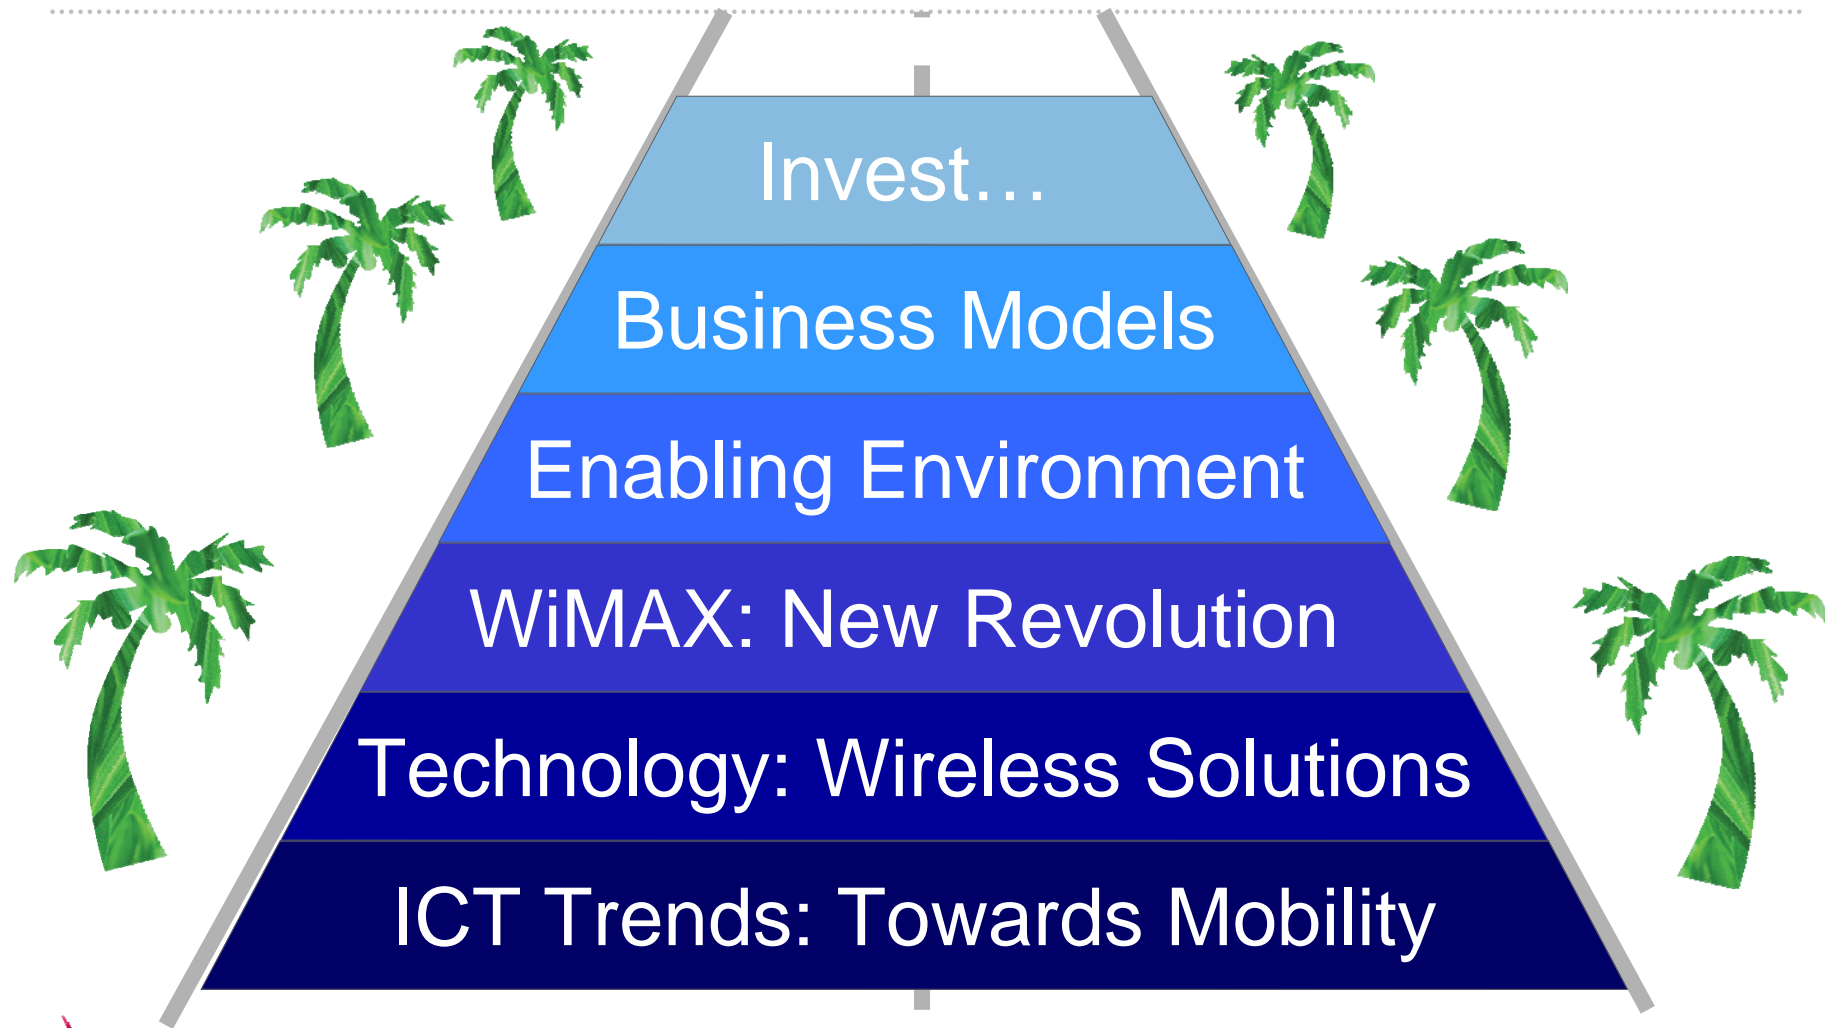 Invest…
Business Models
Enabling Environment
WiMAX: New Revolution
Technology: Wireless Solutions
ICT Trends: Towards Mobility